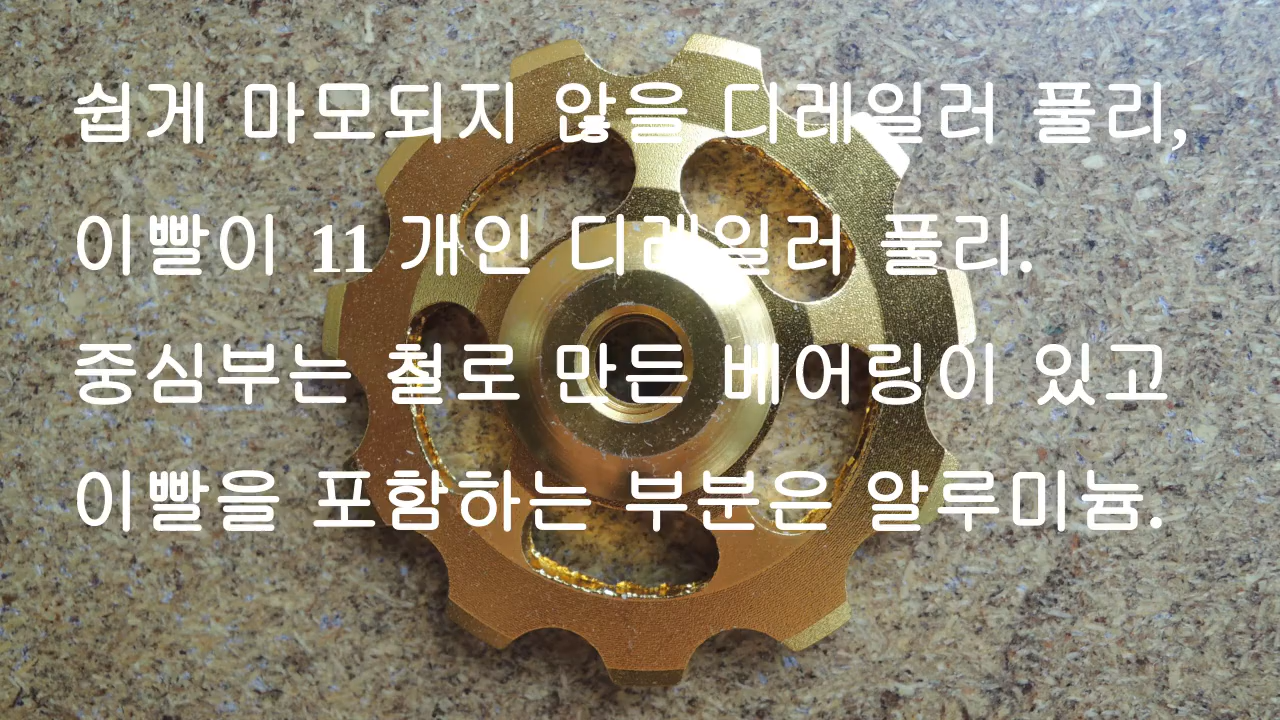 쉽게 마모되지 않을 디레일러 풀리,
이빨이 11 개인 디레일러 풀리.
중심부는 철로 만든 베어링이 있고
이빨을 포함하는 부분은 알루미늄.